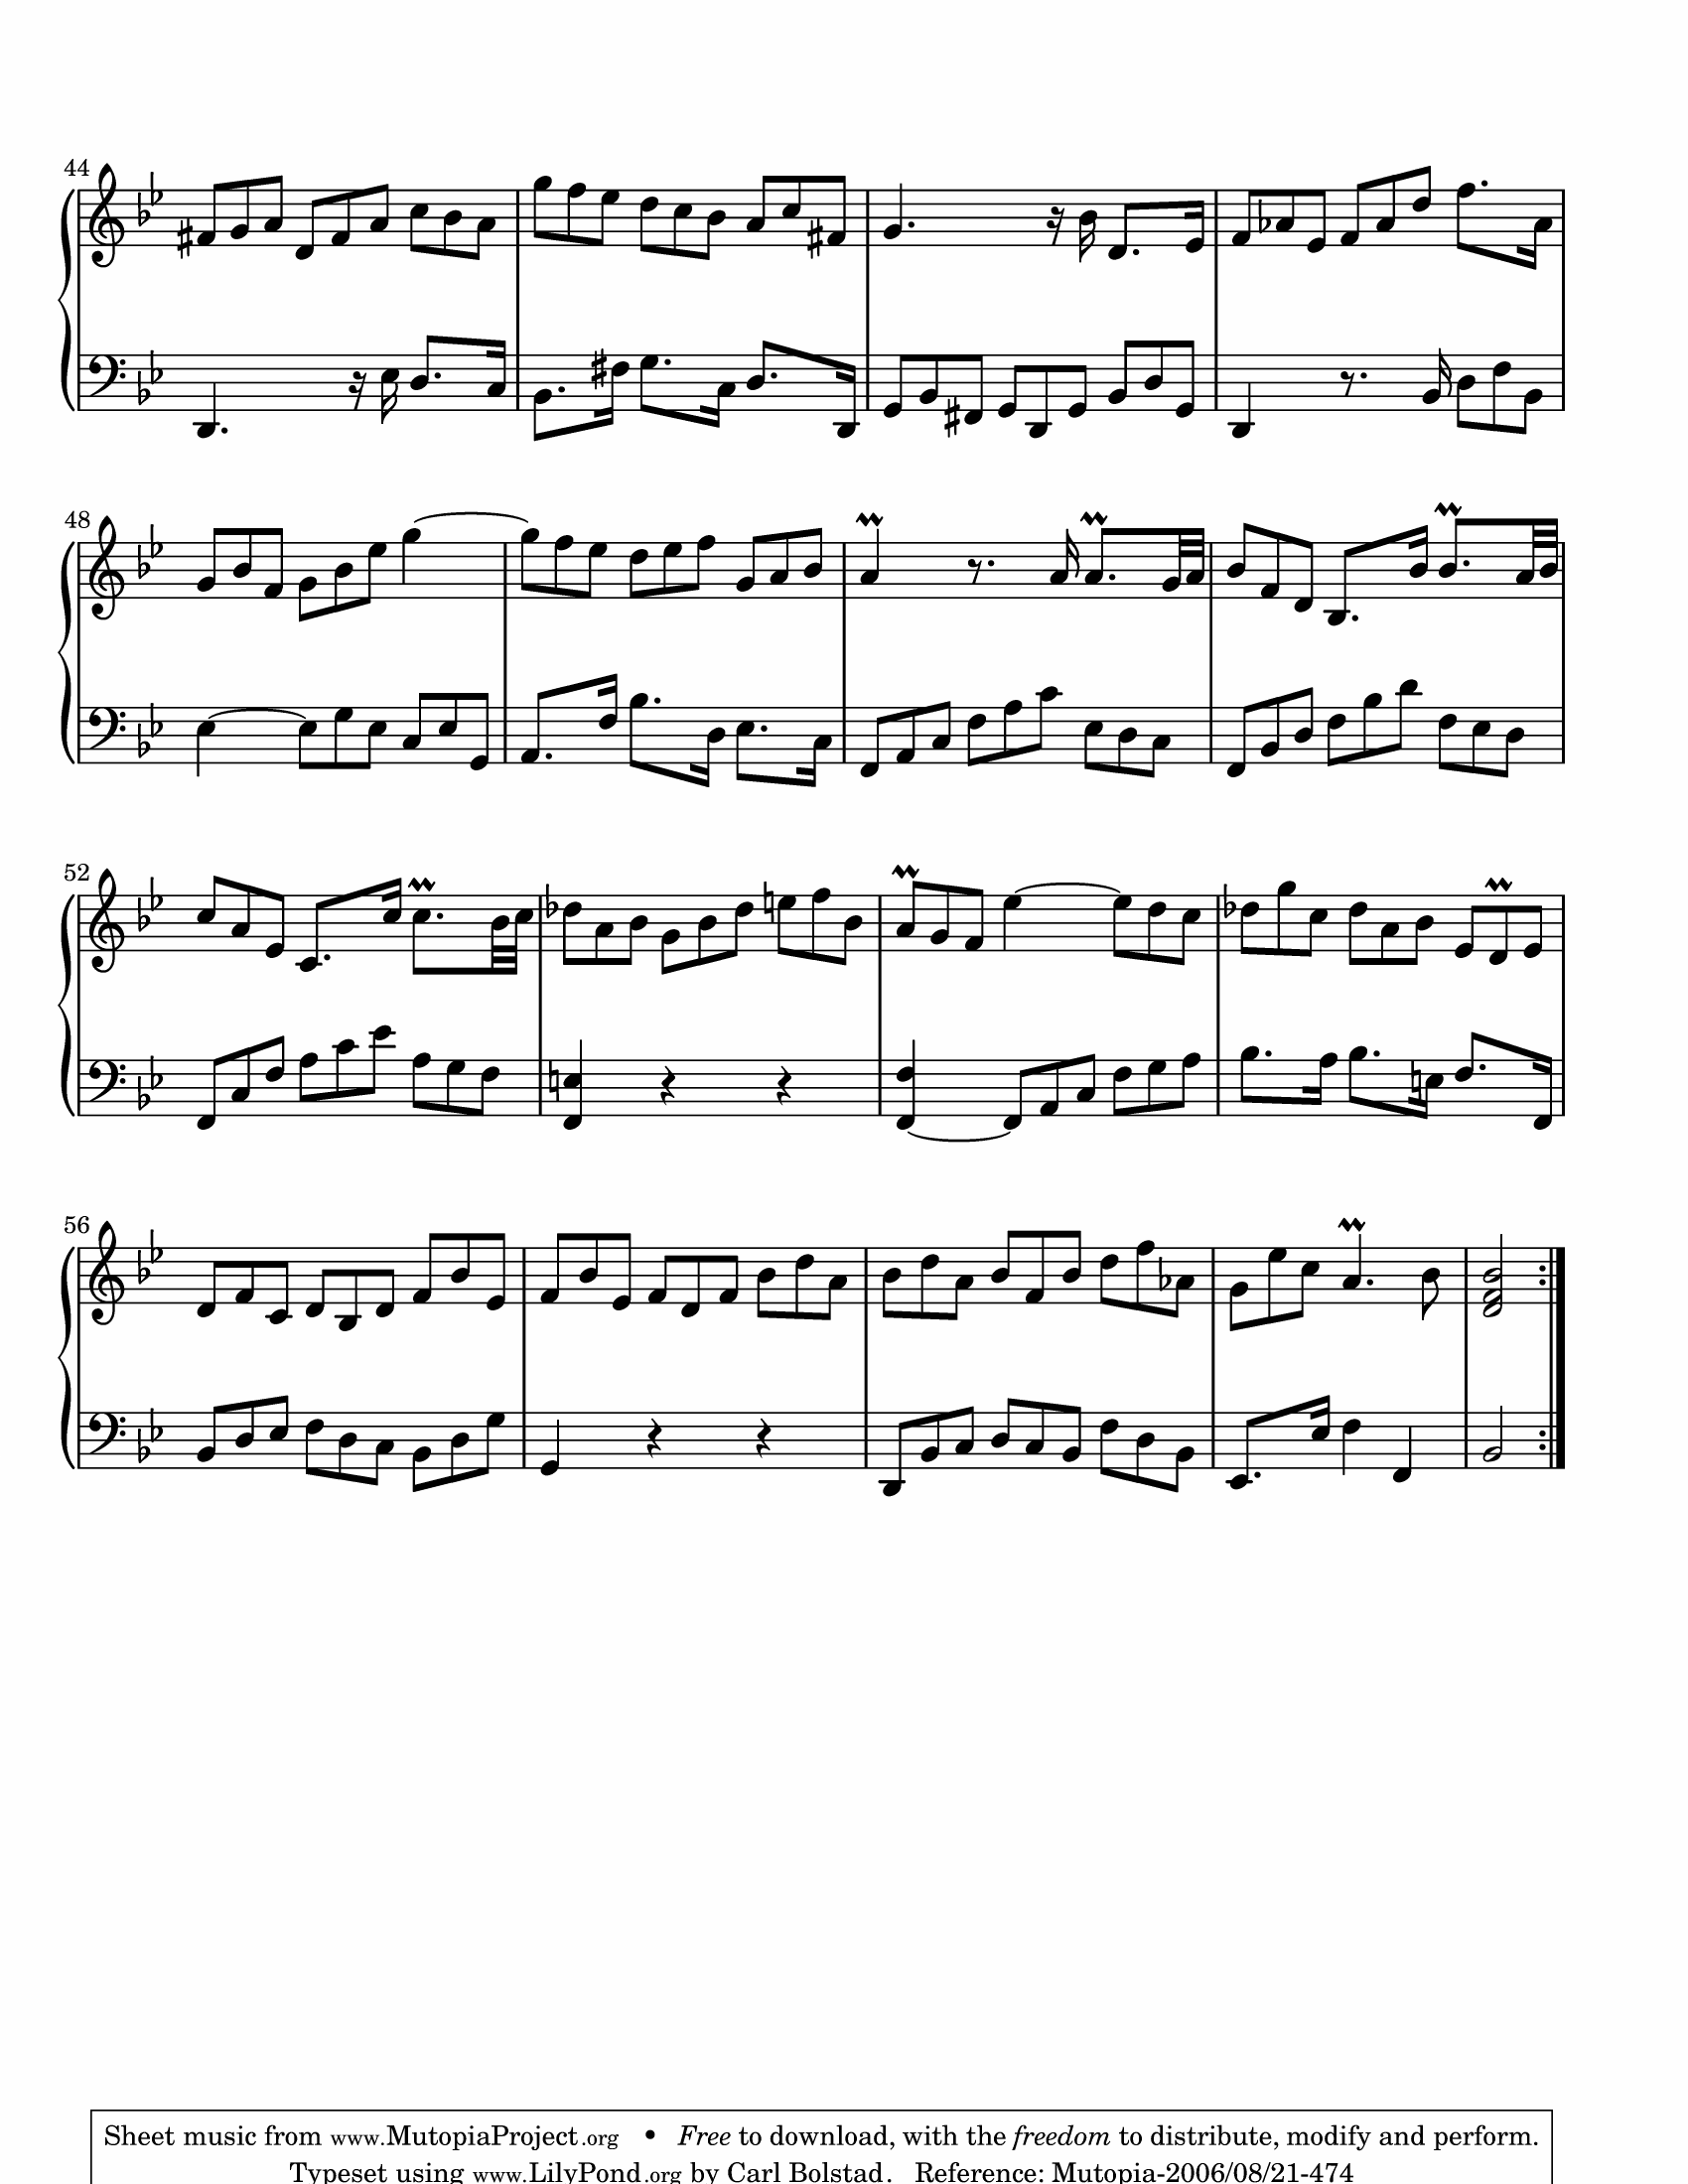 44
48
52
56
Sheet music from www.MutopiaProject.org • Free to download, with the freedom to distribute, modify and perform.
Typeset using www.LilyPond.org by Carl Bolstad. Reference: Mutopia-2006/08/21-474